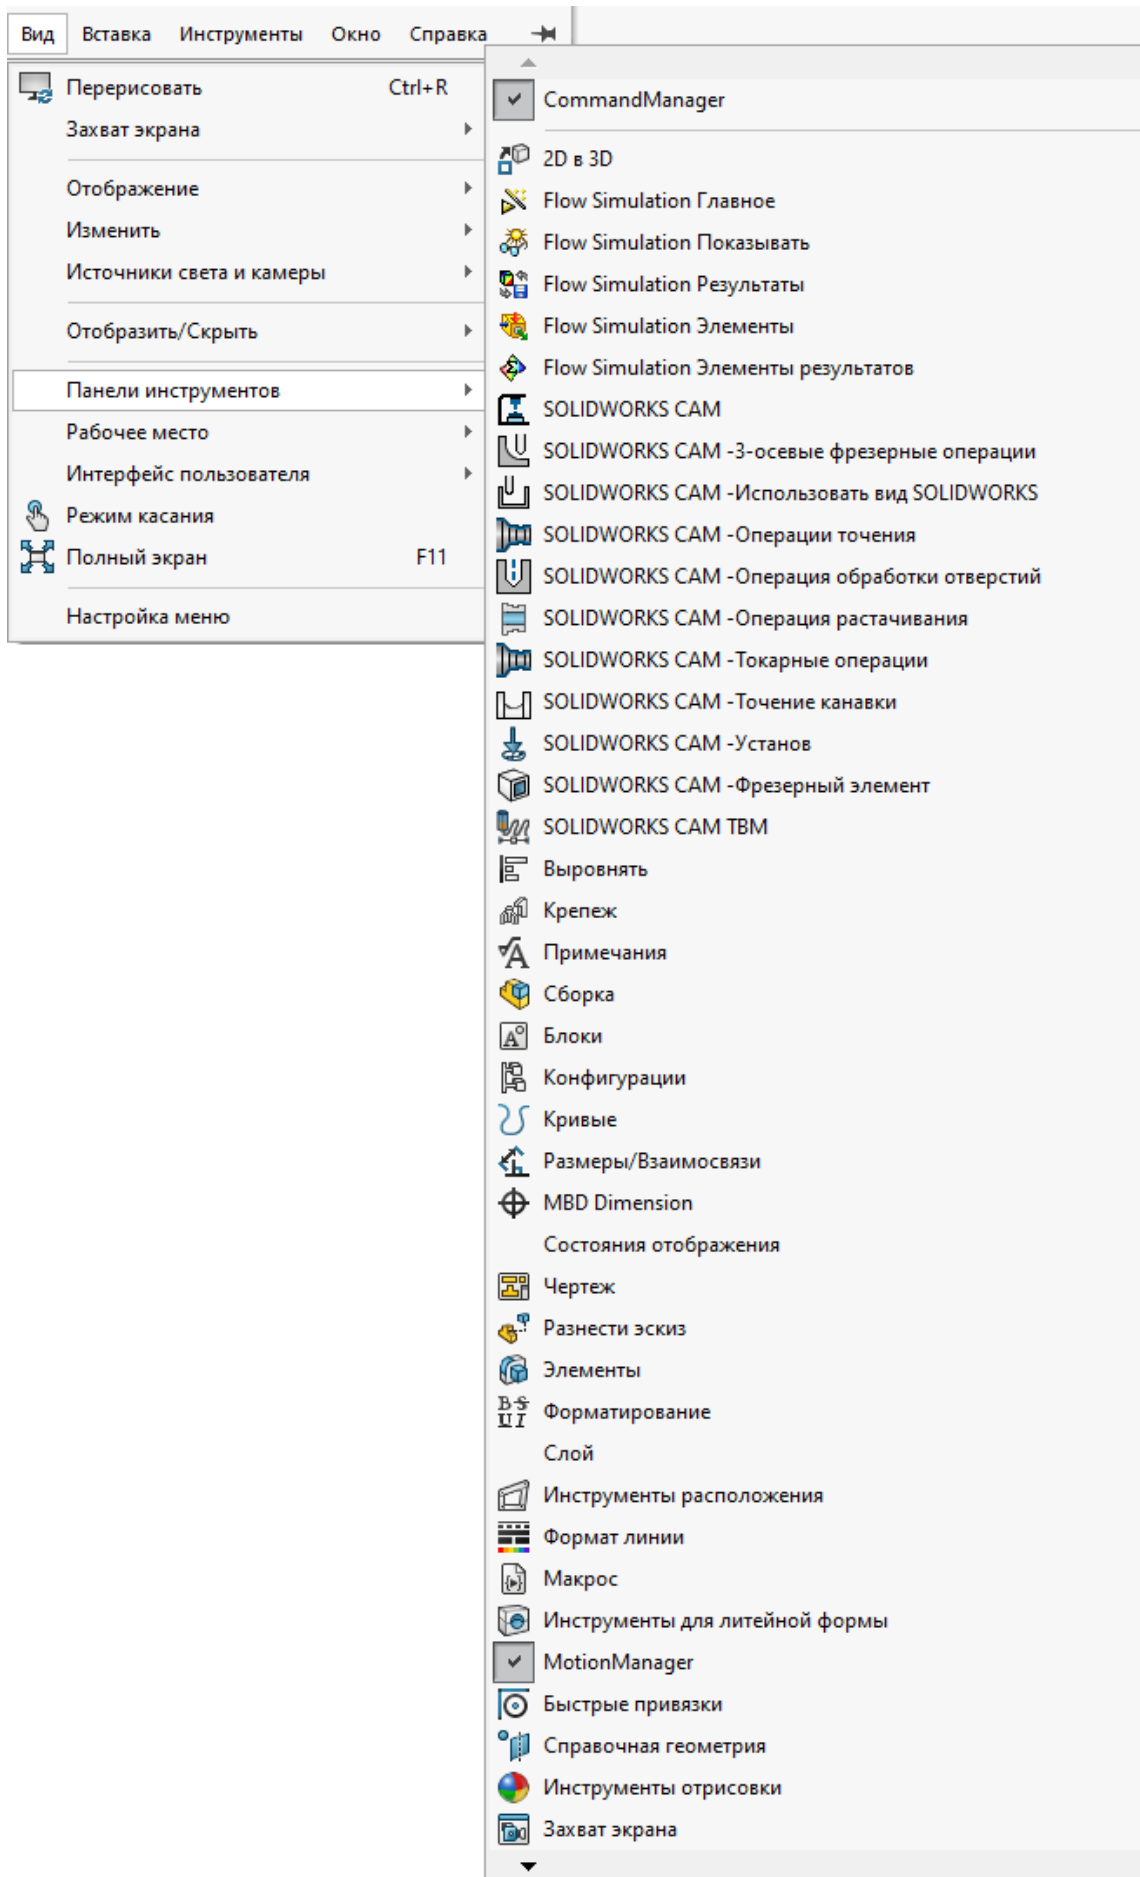 Вид Вставка Инструменты Окно Справка
Перерисовать Ctrl+R
Захват экрана
Отображение
Изменить
Источники света и камеры
Отобразить/Скрыть
Панели инструментов
Рабочее место
Интерфейс пользователя
Режим касания
Полный экран F11
Настройка меню
CommandManager
2D в 3D
Flow Simulation Главное
Flow Simulation Показывать
Flow Simulation Результаты
Flow Simulation Элементы
Flow Simulation Элементы результатов
SOLIDWORKS CAM
SOLIDWORKS CAM -3-осевые фрезерные операции
SOLIDWORKS CAM -Использовать вид SOLIDWORKS
SOLIDWORKS CAM -Операции точения
SOLIDWORKS CAM -Операция обработки отверстий
SOLIDWORKS CAM -Операция растачивания
SOLIDWORKS CAM -Токарные операции
SOLIDWORKS CAM -Точение канавки
SOLIDWORKS CAM -Установ
SOLIDWORKS CAM -Фрезерный элемент
SOLIDWORKS CAM TBM
Выровнять
Крепеж
Примечания
Сборка
Блоки
Конфигурации
Кривые
Размеры/Взаимосвязи
MBD Dimension
Состояния отображения
Чертеж
Разнести эскиз
Элементы
Форматирование
Слой
Инструменты расположения
Формат линии
Макрос
Инструменты для литейной формы
MotionManager
Быстрые привязки
Справочная геометрия
Инструменты отрисовки
Захват экрана